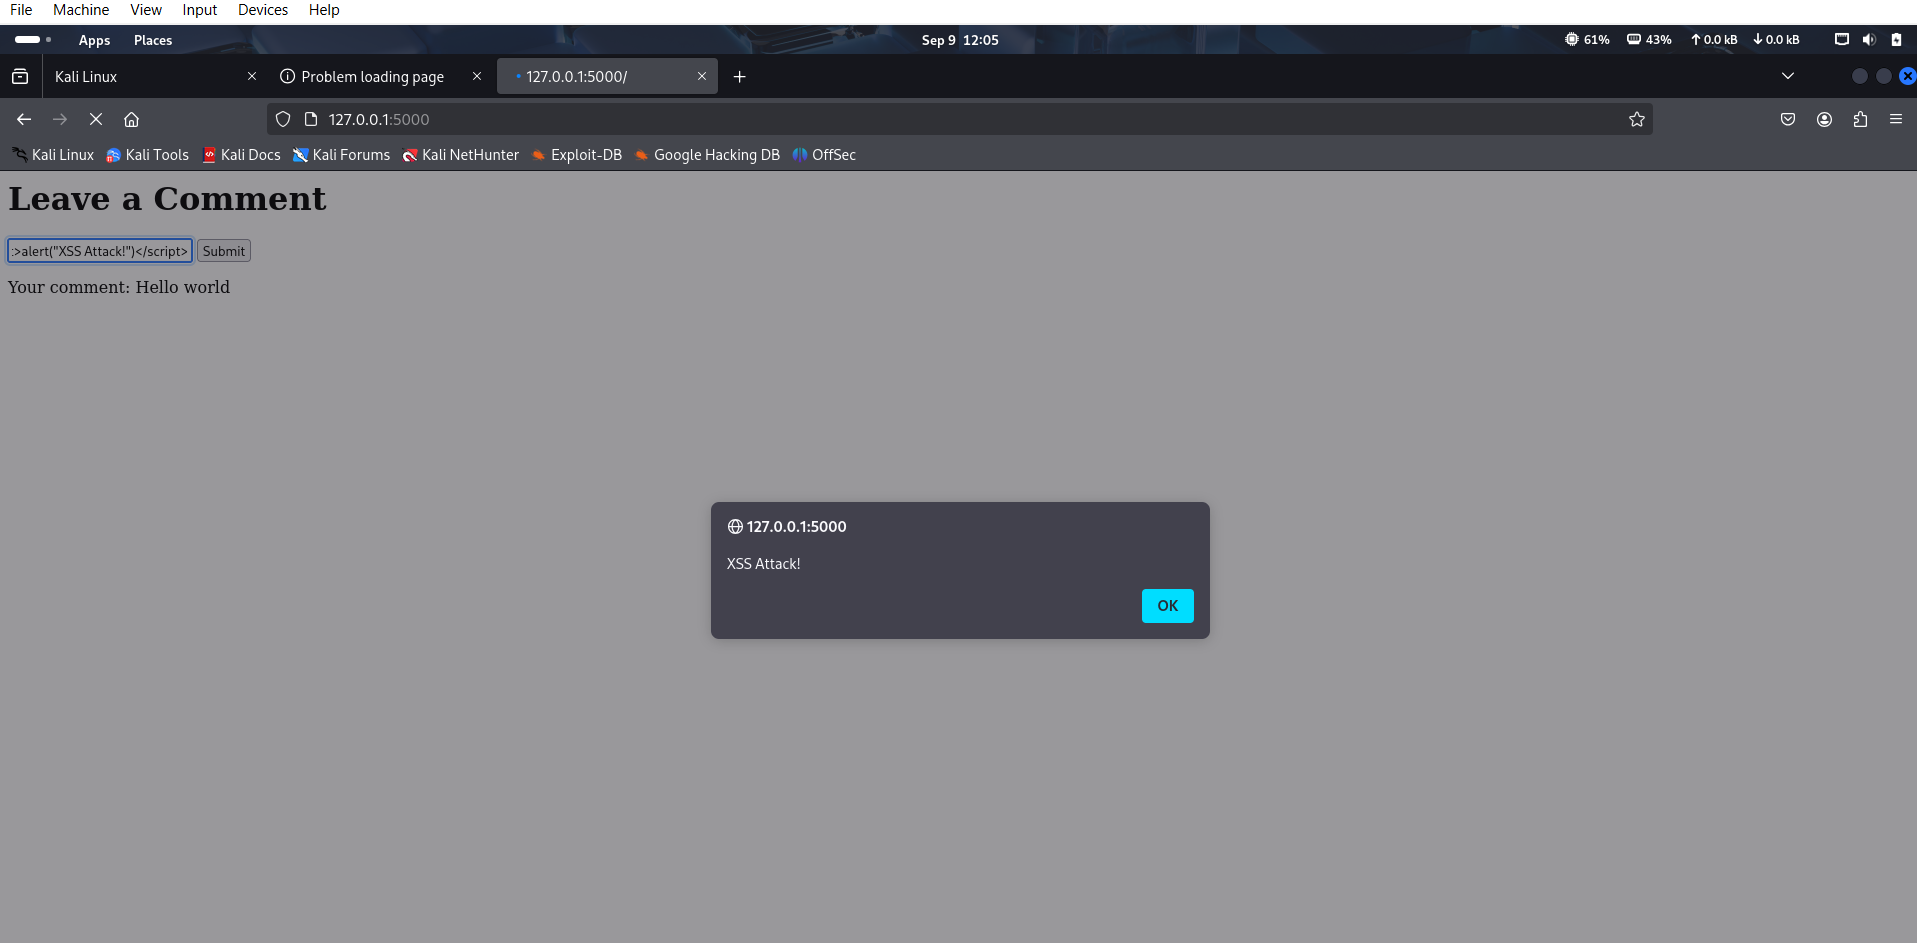 File Machine View Input Devices Help
Apps Places Sep 9 12:05 61% 43% 0.0 kB 0.0 kB
Kali Linux Problem loading page 127.0.0.1:5000/
127.0.0.1:5000
Kali Linux Kali Tools Kali Docs Kali Forums Kali NetHunter Exploit-DB Google Hacking DB OffSec
Leave a Comment
:>alert("XSS Attack!")</script> Submit
Your comment: Hello world
127.0.0.1:5000
XSS Attack!
OK